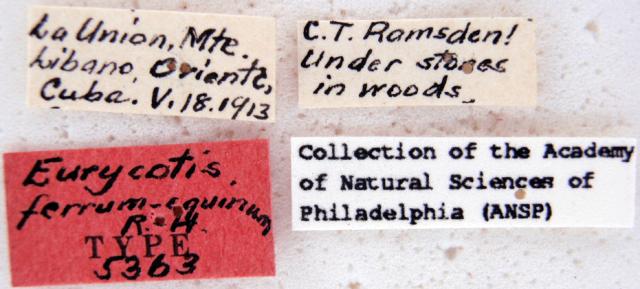 La Union, Mte.
Libano, Oriente,
Cuba. V.18.1913
C.T. Ramsden!
Under stones
in woods.
Eurycotis
ferrum-equinum
R.-H.
TYPE
5363
Collection of the Academy
of Natural Sciences of
Philadelphia (ANSP)